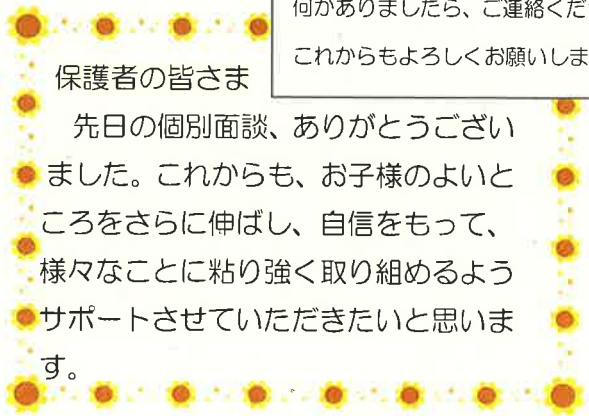 何かありましたら、ご連絡くだ
これからもよろしくお願いしま
保護者の皆さま
先日の個別面談、ありがとうござい
ました。これからも、お子様のよいと
ころをさらに伸ばし、自信をもって、
様々なことに粘り強く取り組めるよう
サポートさせていただきたいと思いま
す。